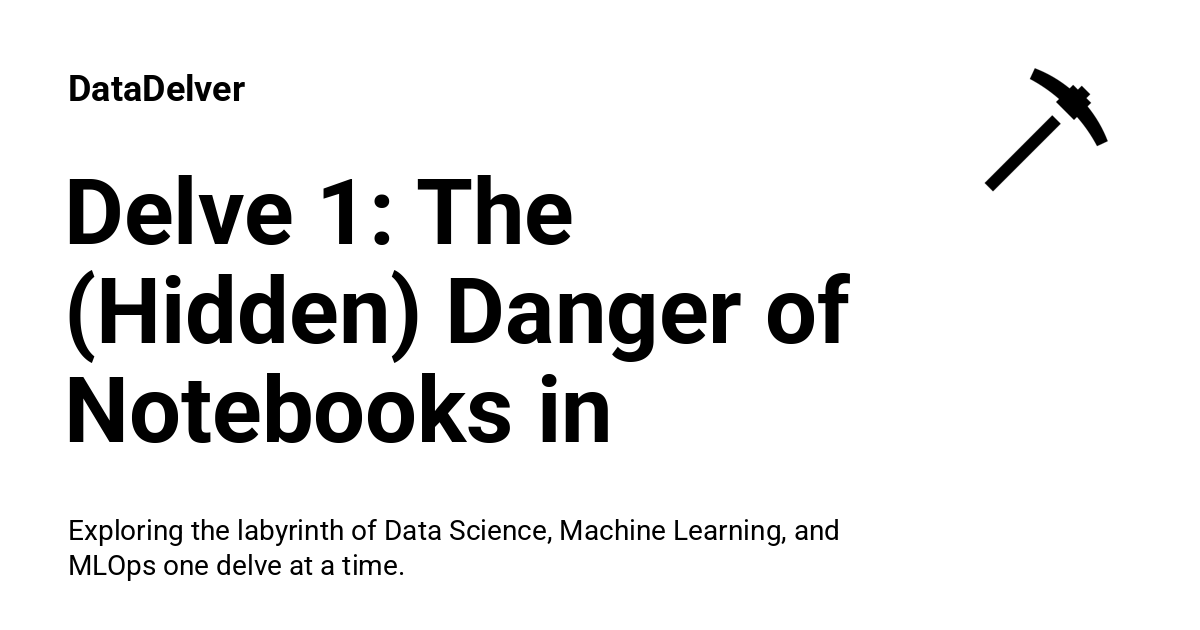 DataDelver
Delve 1: The
(Hidden) Danger of
Notebooks in
Exploring the labyrinth of Data Science, Machine Learning, and
MLOps one delve at a time.